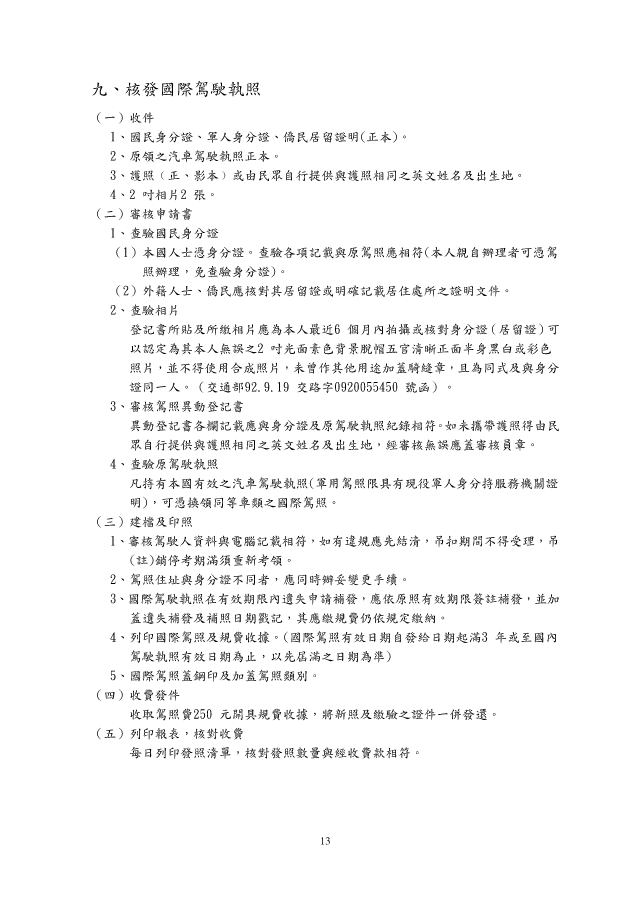 九、核發國際駕駛執照
（一）收件
1、國民身分證、軍人身分證、僑民居留證明(正本)。
2、原領之汽車駕駛執照正本。
3、護照（正、影本）或由民眾自行提供與護照相同之英文姓名及出生地。
4、2 吋相片2 張。
（二）審核申請書
1、查驗國民身分證
（1）本國人士憑身分證。查驗各項記載與原駕照應相符(本人親自辦理者可憑駕
照辦理，免查驗身分證)。
（2）外籍人士、僑民應核對其居留證或明確記載居住處所之證明文件。
2、查驗相片
登記書所貼及所繳相片應為本人最近6 個月內拍攝或核對身分證（居留證）可
以認定為其本人無誤之2 吋光面素色背景脫帽五官清晰正面半身黑白或彩色
照片，並不得使用合成照片，未曾作其他用途加蓋騎縫章，且為同式及與身分
證同一人。（交通部92.9.19 交路字0920055450 號函）。
3、審核駕照異動登記書
異動登記書各欄記載應與身分證及原駕駛執照紀錄相符。如未攜帶護照得由民
眾自行提供與護照相同之英文姓名及出生地，經審核無誤應蓋審核員章。
4、查驗原駕駛執照
凡持有本國有效之汽車駕駛執照(軍用駕照限具有現役軍人身分持服務機關證
明)，可憑換領同等車類之國際駕照。
（三）建檔及印照
1、審核駕駛人資料與電腦記載相符，如有違規應先結清，吊扣期間不得受理，吊
(註)銷停考期滿須重新考領。
2、駕照住址與身分證不同者，應同時辦妥變更手續。
3、國際駕駛執照在有效期限內遺失申請補發，應依原照有效期限簽註補發，並加
蓋遺失補發及補照日期戳記，其應繳規費仍依規定繳納。
4、列印國際駕照及規費收據。(國際駕照有效日期自發給日期起滿3 年或至國內
駕駛執照有效日期為止，以先屆滿之日期為準)
5、國際駕照蓋鋼印及加蓋駕照類別。
（四）收費發件
收取駕照費250 元開具規費收據，將新照及繳驗之證件一併發還。
（五）列印報表，核對收費
每日列印發照清單，核對發照數量與經收費款相符。
13